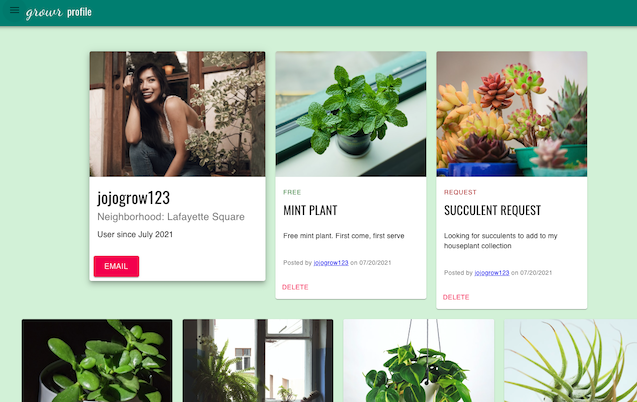 growr profile
jojogrow123
Neighborhood: Lafayette Square
User since July 2021
EMAIL
FREE
MINT PLANT
Free mint plant. First come, first serve
Posted by jojogrow123 on 07/20/2021
DELETE
REQUEST
SUCCULENT REQUEST
Looking for succulents to add to my
houseplant collection
Posted by jojogrow123 on 07/20/2021
DELETE